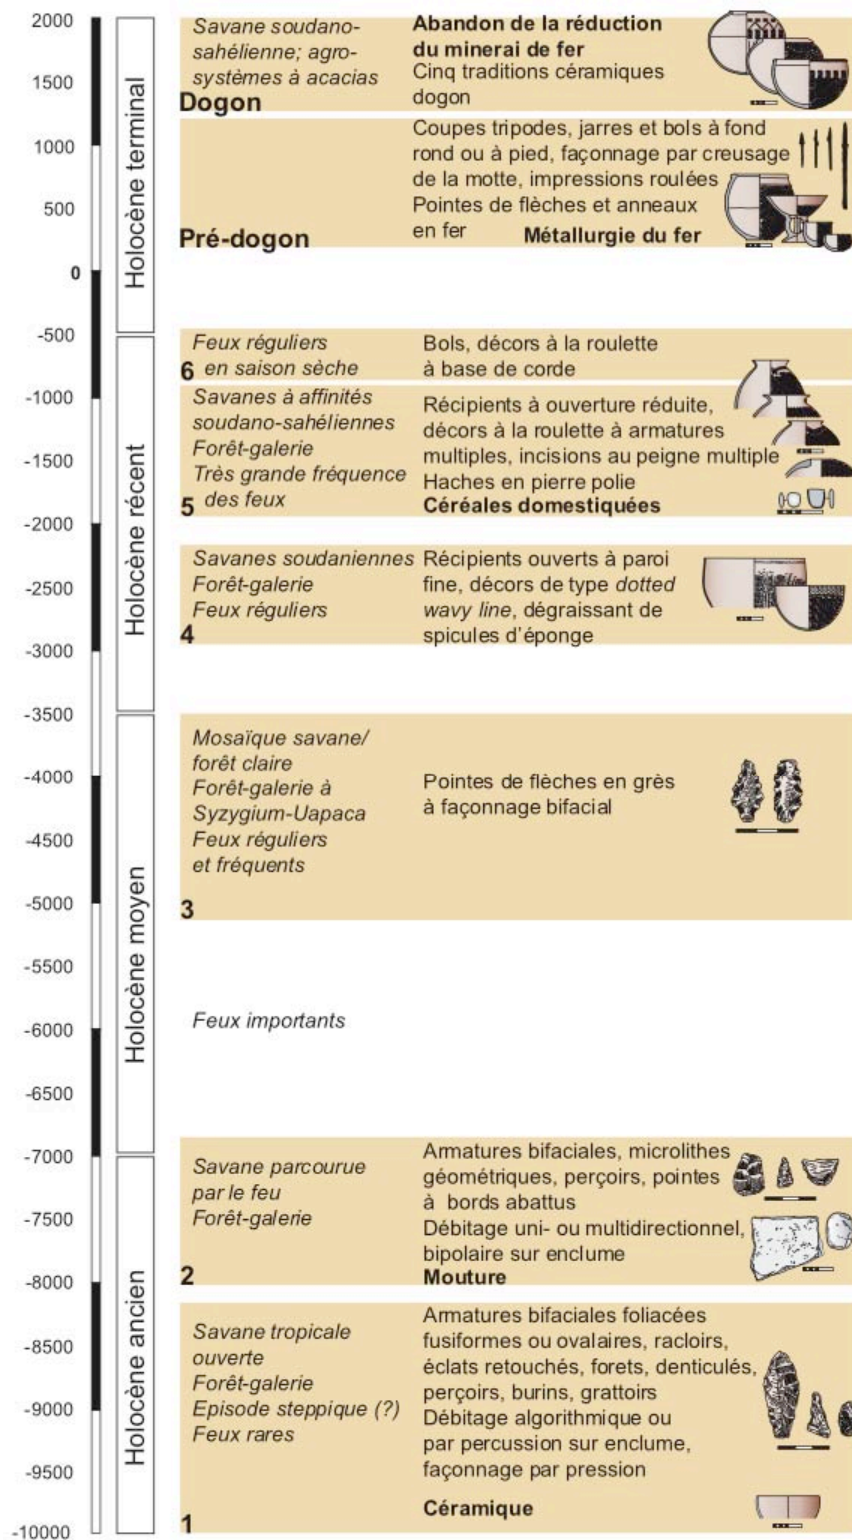 2000
1500
1000
500
0
-500
-1000
-1500
-2000
-2500
-3000
-3500
-4000
-4500
-5000
-5500
-6000
-6500
-7000
-7500
-8000
-8500
-9000
-9500
-10000
Holocène terminal
Holocène récent
Holocène moyen
Holocène ancien
Savane soudano-
sahélienne; agro-
systèmes à acacias
Dogon
Abandon de la réduction
du minerai de fer
Cinq traditions céramiques
dogon
Pré-dogon
Coupes tripodes, jarres et bols à fond
rond ou à pied, façonnage par creusage
de la motte, impressions roulées
Pointes de flèches et anneaux
en fer
Métallurgie du fer
Feux réguliers
en saison sèche
6
Bols, décors à la roulette
à base de corde
Savanes à affinités
soudano-sahéliennes
Forêt-galerie
Très grande fréquence
des feux
5
Récipients à ouverture réduite,
décors à la roulette à armatures
multiples, incisions au peigne multiple
Haches en pierre polie
Céréales domestiquées
Savanes soudaniennes
Forêt-galerie
Feux réguliers
4
Récipients ouverts à paroi
fine, décors de type dotted
wavy line, dégraissant de
spicules d'éponge
Mosaïque savane/
forêt claire
Forêt-galerie à
Syzygium-Uapaca
Feux réguliers
et fréquents
3
Pointes de flèches en grès
à façonnage bifacial
Feux importants
Savane parcourue
par le feu
Forêt-galerie
2
Armatures bifaciales, microlithes
géométriques, perçoirs, pointes
à bords abattus
Débitage uni- ou multidirectionnel,
bipolaire sur enclume
Mouture
Savane tropicale
ouverte
Forêt-galerie
Episode steppique (?)
Feux rares
1
Armatures bifaciales foliacées
fusiformes ou ovalaires, racloirs,
éclats retouchés, forets, denticulés,
perçoirs, burins, grattoirs
Débitage algorithmique ou
par percussion sur enclume,
façonnage par pression
Céramique